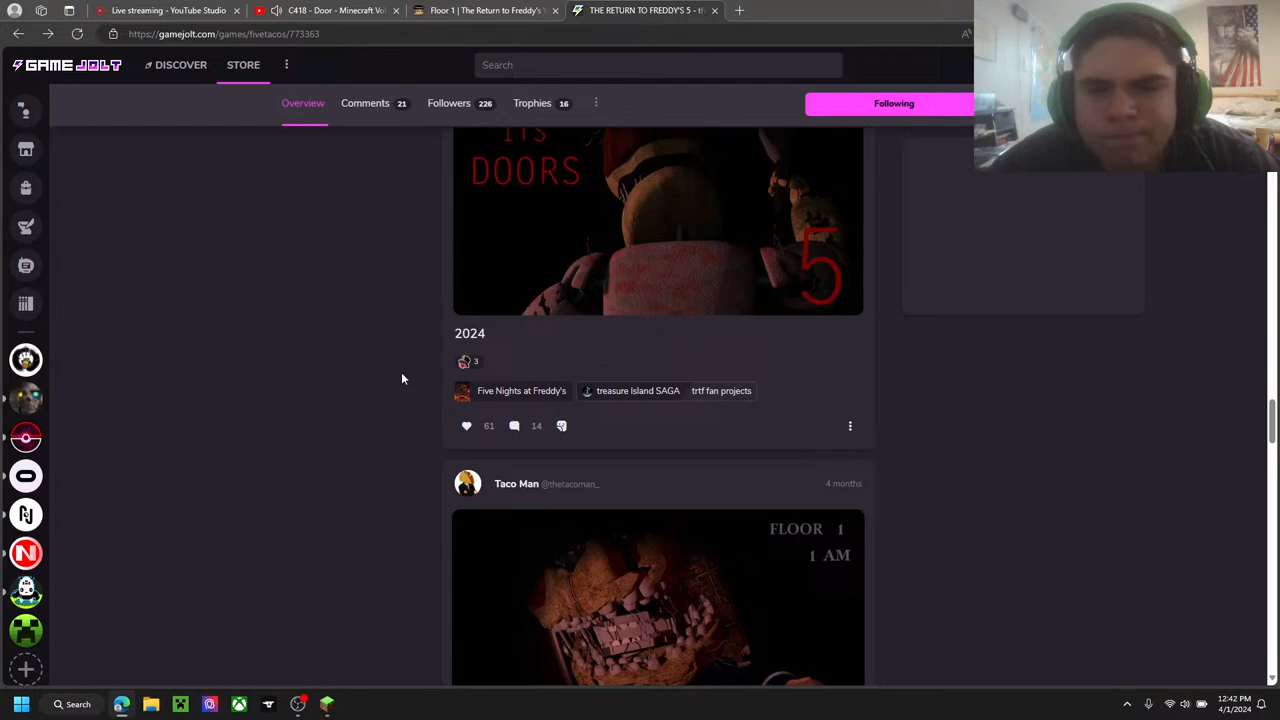 Live streaming - YouTube Studio
C418 - Door - Minecraft Vol
Floor 1 | The Return to Freddy's
THE RETURN TO FREDDY'S 5 - th
https://gamejolt.com/games/fivetacos/773363
GAME JOLT
DISCOVER
STORE
Search
Overview
Comments 21
Followers 226
Trophies 16
Following
ITS
DOORS
5
2024
3
Five Nights at Freddy's
treasure Island SAGA
trtf fan projects
61
14
Taco Man @thetacoman_
4 months
FLOOR 1
1 AM
Search
12:42 PM
4/1/2024